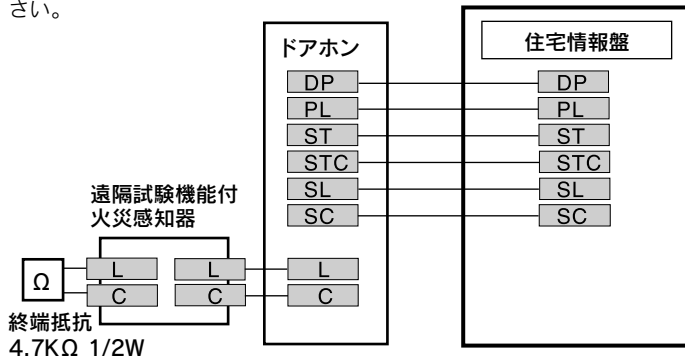 さい。
ドアホン
住宅情報盤
DP DP
PL PL
ST ST
STC STC
SL SL
SC SC
遠隔試験機能付
火災感知器
Ω L L L
C C C
終端抵抗
4.7KΩ 1/2W